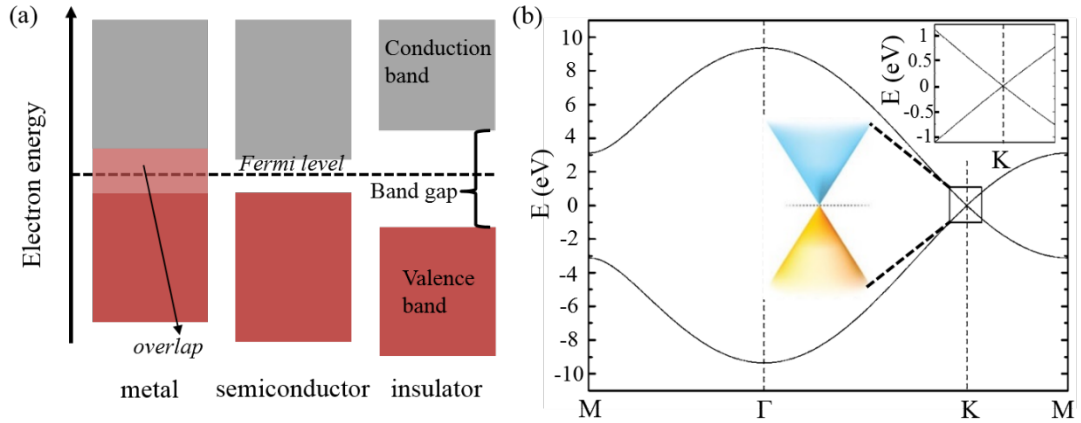 (a)
Electron energy
Conduction
band
Fermi level
Band gap
Valence
band
overlap
metal
semiconductor
insulator
(b)
E (eV)
10
8
6
4
2
0
-2
-4
-6
-8
-10
M
Γ
K
M
E (eV)
1
0.5
0
-0.5
-1
K